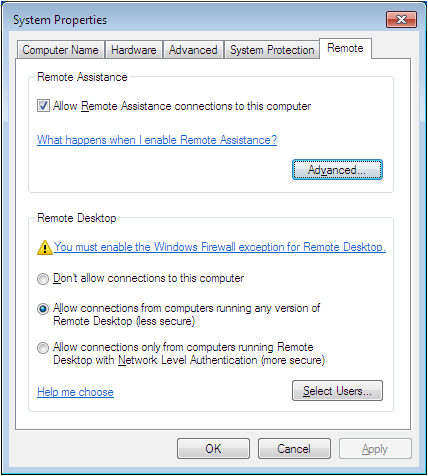 System Properties
Computer Name
Hardware
Advanced
System Protection
Remote
Remote Assistance
Allow Remote Assistance connections to this computer
What happens when I enable Remote Assistance?
Advanced...
Remote Desktop
You must enable the Windows Firewall exception for Remote Desktop.
Don't allow connections to this computer
Allow connections from computers running any version of
Remote Desktop (less secure)
Allow connections only from computers running Remote
Desktop with Network Level Authentication (more secure)
Help me choose
Select Users...
OK
Cancel
Apply